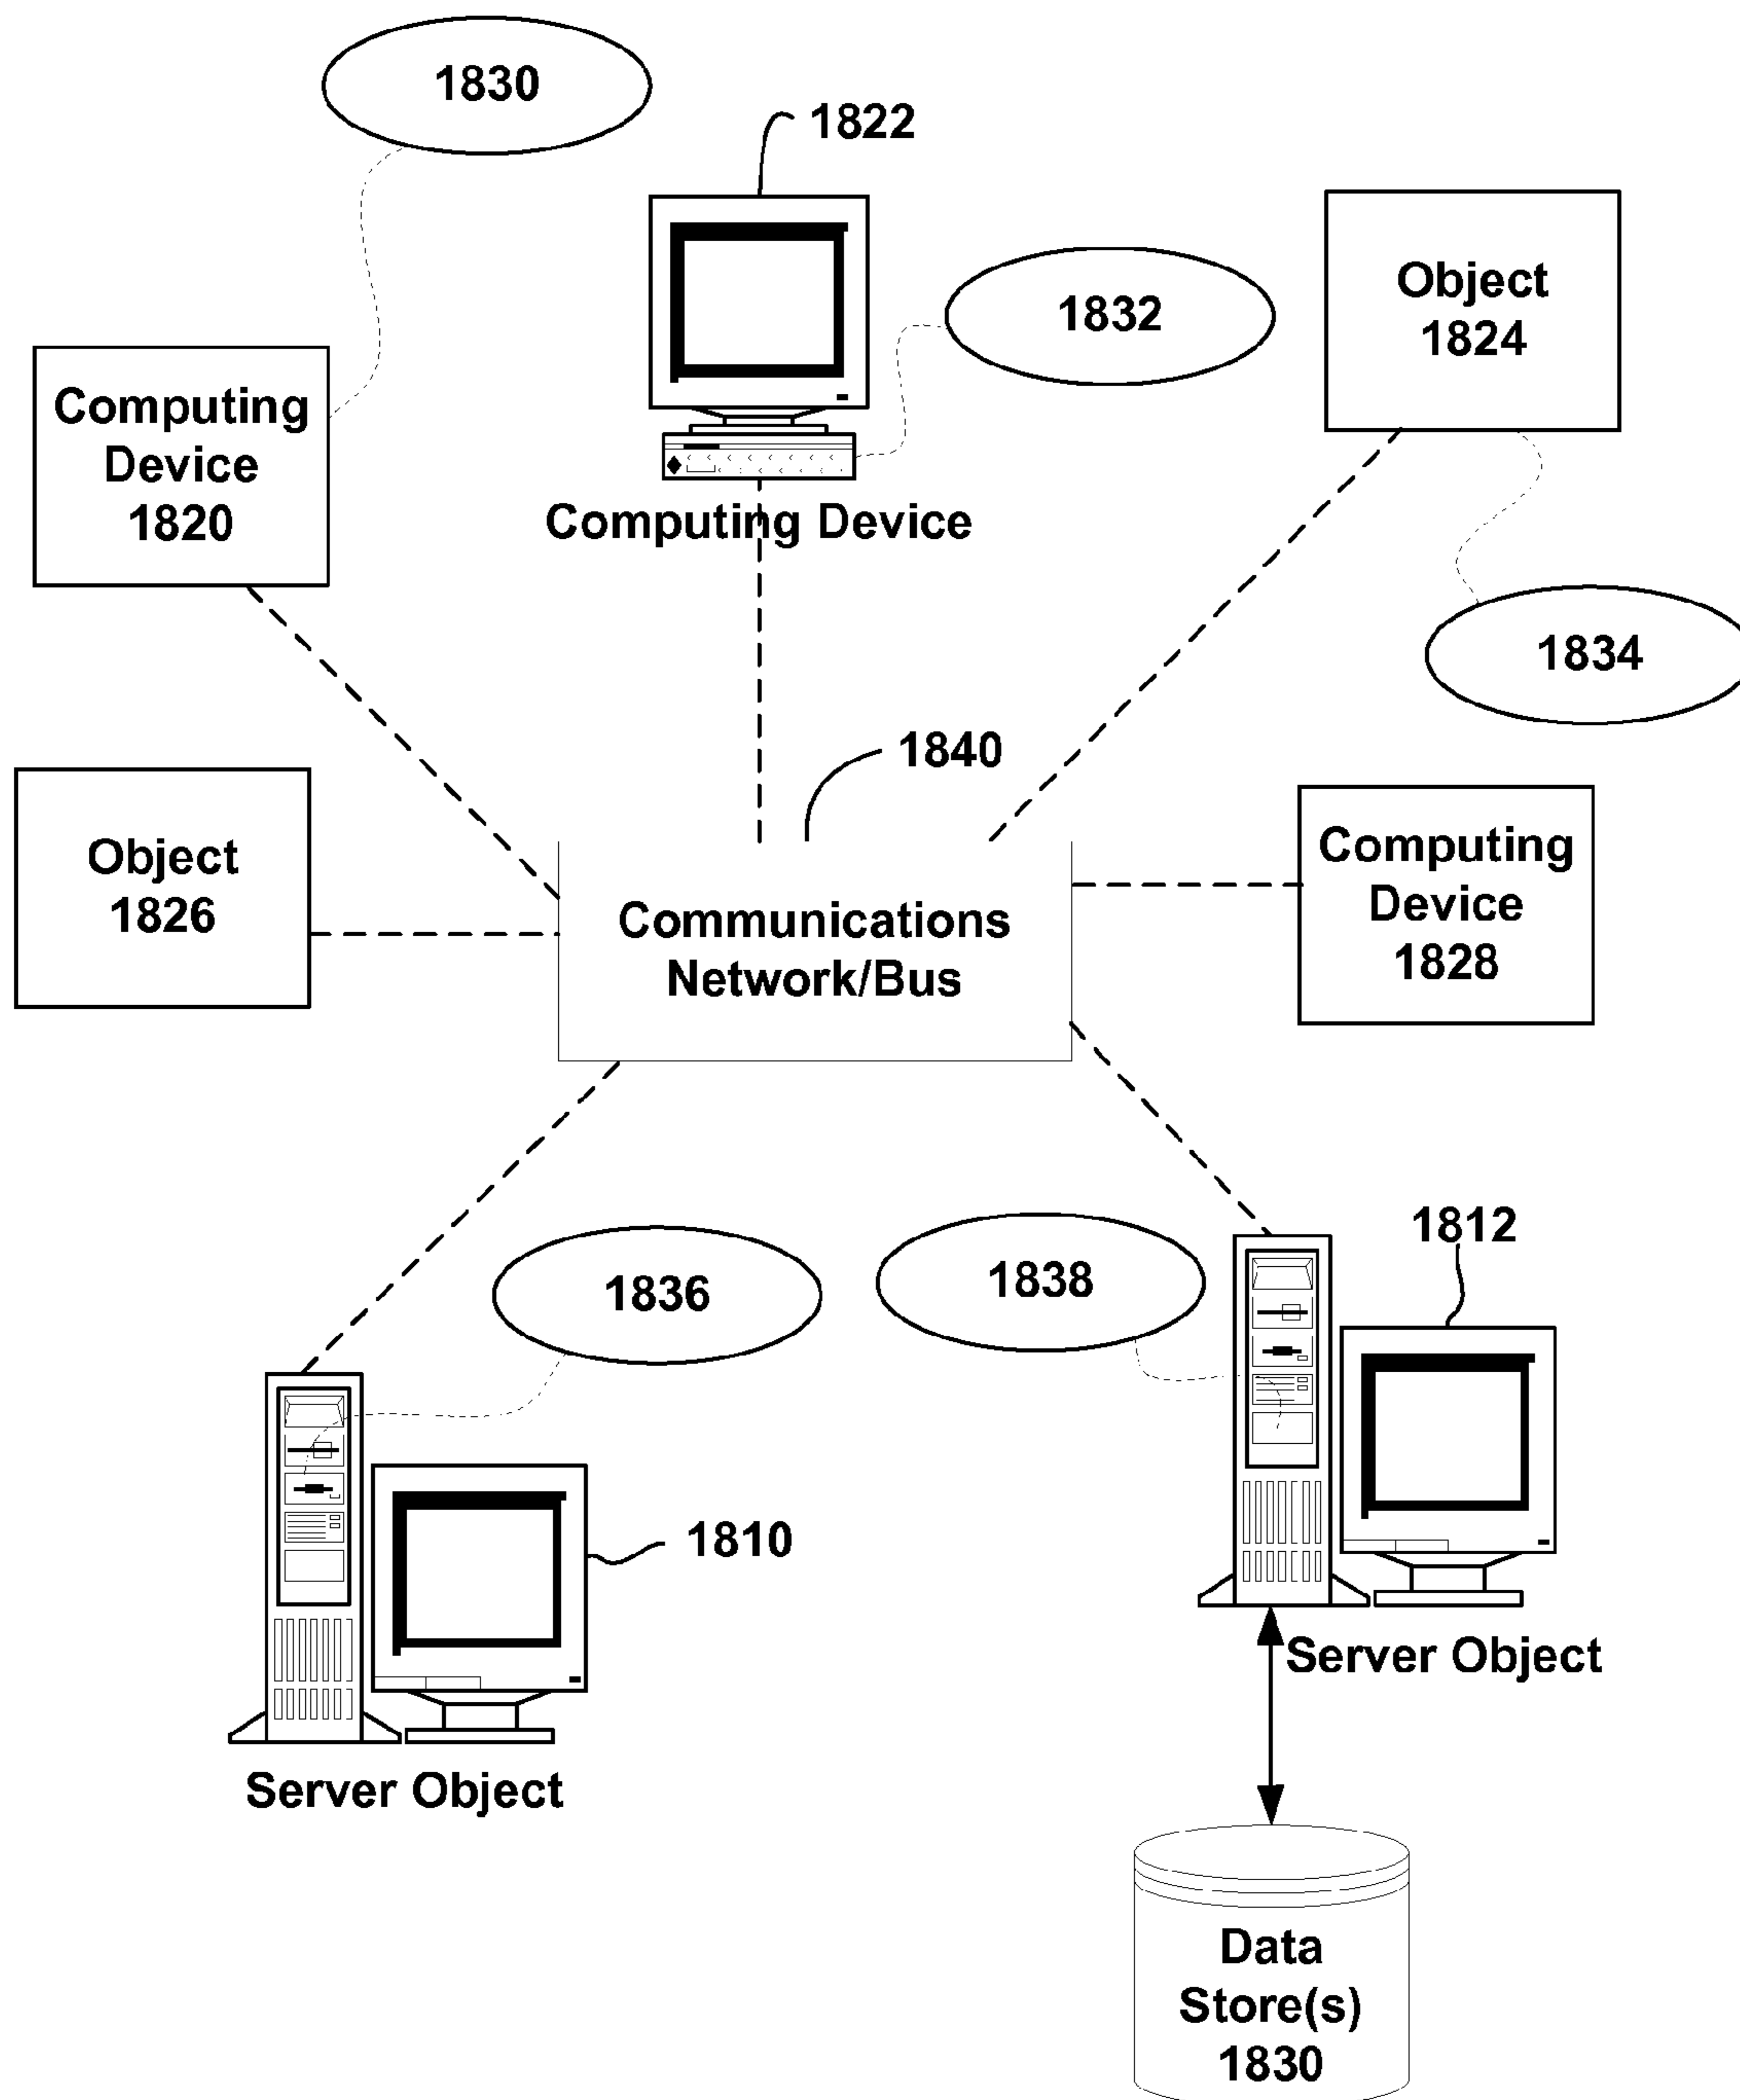 1830
1822
Object
1824
1832
Computing
Device
1820
Computing Device
1834
1840
Object
1826
Computing
Device
1828
Communications
Network/Bus
1812
1836
1838
1810
Server Object
Server Object
Data
Store(s)
1830